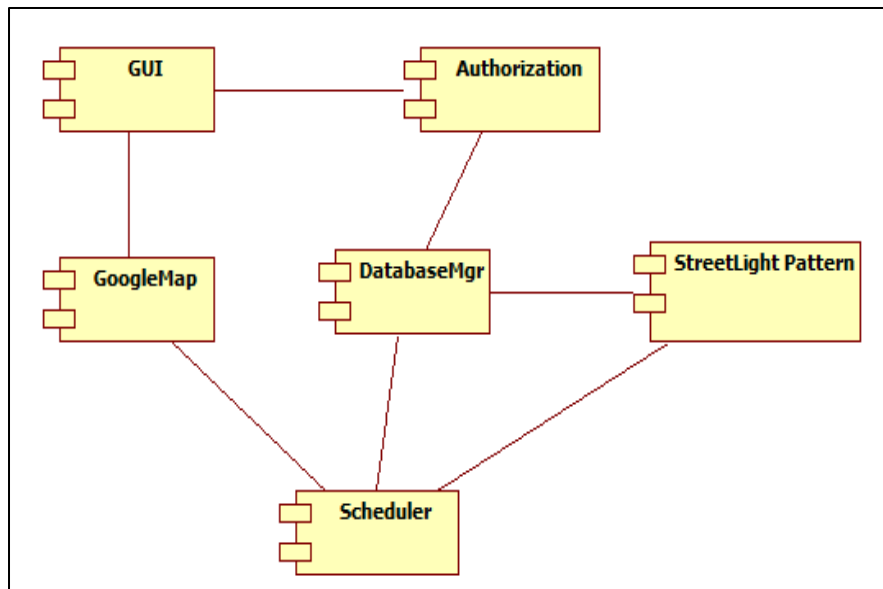 GUI
Authorization
GoogleMap
DatabaseMgr
StreetLight Pattern
Scheduler